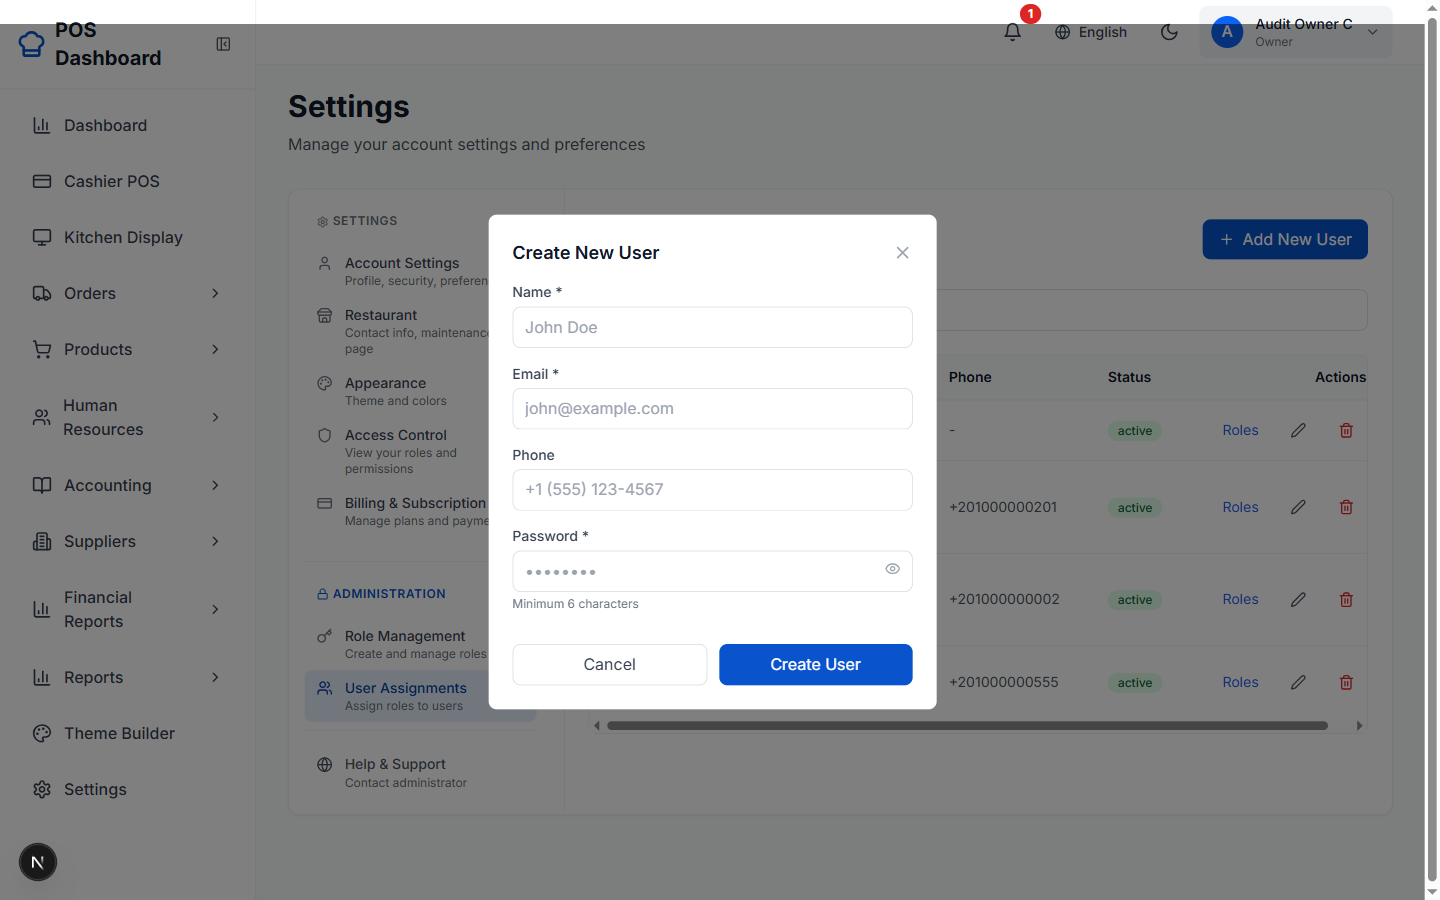 POS
Dashboard
1
English
A
Audit Owner C
Owner
Dashboard
Cashier POS
Kitchen Display
Orders
Products
Human
Resources
Accounting
Suppliers
Financial
Reports
Reports
Theme Builder
Settings
N
Settings
Manage your account settings and preferences
SETTINGS
Account Settings
Profile, security, preferen
Restaurant
Contact info, maintenanc
page
Appearance
Theme and colors
Access Control
View your roles and
permissions
Billing & Subscription
Manage plans and payme
ADMINISTRATION
Role Management
Create and manage roles
User Assignments
Assign roles to users
Help & Support
Contact administrator
+ Add New User
Phone Status Actions
- active Roles
+201000000201 active Roles
+201000000002 active Roles
+201000000555 active Roles
Create New User
Name *
John Doe
Email *
john@example.com
Phone
+1 (555) 123-4567
Password *
••••••••
Minimum 6 characters
Cancel
Create User